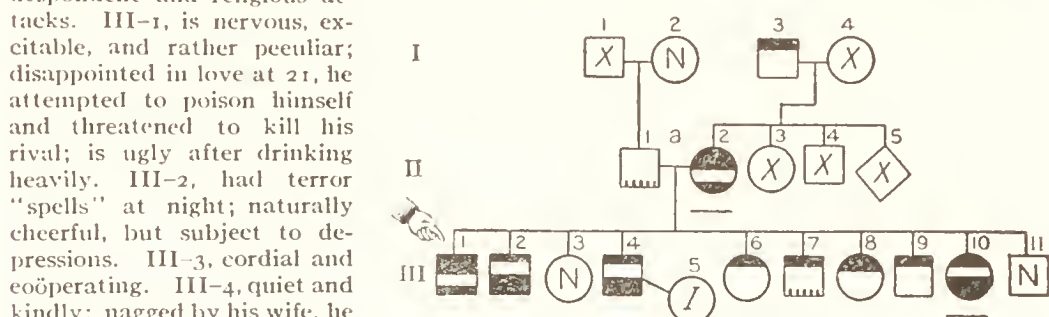 despondent and religious at-
tacks. III-1, is nervous, ex-
citable, and rather peculiar;
disappointed in love at 21, he
attempted to poison himself
and threatened to kill his
rival; is ugly after drinking
heavily. III-2, had terror
"spells" at night; naturally
cheerful, but subject to de-
pressions. III-3, cordial and
coöperating. III-4, quiet and
kindly; nagged by his wife, he
1 2 3 4
I X N X
1 a 2 3 4 5
II X X X
1 2 3 4 5 6 7 8 9 10 11
III N I N